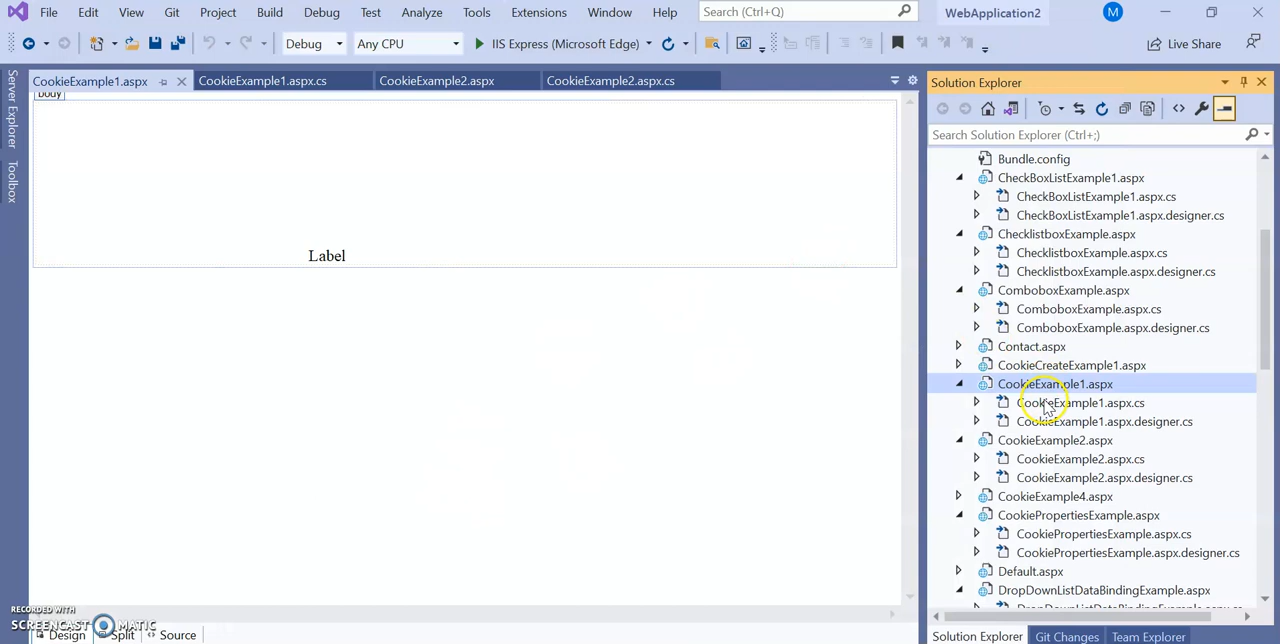 File Edit View Git Project Build Debug Test Analyze Tools Extensions Window Help Search (Ctrl+Q) WebApplication2 M
Debug Any CPU IIS Express (Microsoft Edge) Live Share
CookieExample1.aspx CookieExample1.aspx.cs CookieExample2.aspx CookieExample2.aspx.cs
Server Explorer
Toolbox
body
Label
Solution Explorer
Search Solution Explorer (Ctrl+;)
Bundle.config
CheckBoxListExample1.aspx
CheckBoxListExample1.aspx.cs
CheckBoxListExample1.aspx.designer.cs
ChecklistboxExample.aspx
ChecklistboxExample.aspx.cs
ChecklistboxExample.aspx.designer.cs
ComboboxExample.aspx
ComboboxExample.aspx.cs
ComboboxExample.aspx.designer.cs
Contact.aspx
CookieCreateExample1.aspx
CookieExample1.aspx
CookieExample1.aspx.cs
CookieExample1.aspx.designer.cs
CookieExample2.aspx
CookieExample2.aspx.cs
CookieExample2.aspx.designer.cs
CookieExample4.aspx
CookiePropertiesExample.aspx
CookiePropertiesExample.aspx.cs
CookiePropertiesExample.aspx.designer.cs
Default.aspx
DropDownListDataBindingExample.aspx
DropDownListDataBindingExample.aspx.cs
RECORDED WITH
SCREENCAST MATIC
Design Split Source
Solution Explorer Git Changes Team Explorer